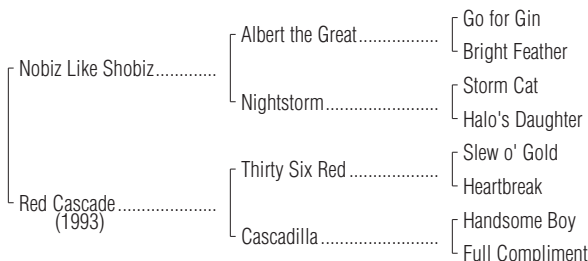 Go for Gin
Albert the Great..................
Bright Feather
Nobiz Like Shobiz.............
Storm Cat
Nightstorm.........................
Halo's Daughter
Slew o' Gold
Thirty Six Red ....................
Heartbreak
Red Cascade.....................
(1993)
Handsome Boy
Cascadilla..........................
Full Compliment